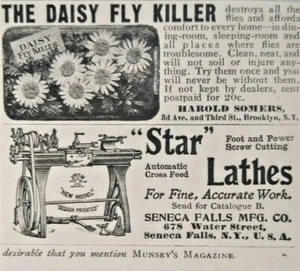 THE DAISY FLY KILLER
destroys all the
flies and affords
comfort to every home—in din-
ing-room, sleeping-room and
all places where flies are
troublesome. Clean, neat, and
will not soil or injure any-
thing. Try them once and you
will never be without them.
If not kept by dealers, sent
postpaid for 20c.
HAROLD SOMERS,
3d Ave. and Third St., Brooklyn, N.Y.
DAISY
FLY KILLER
"Star"
Foot and Power
Screw Cutting
Automatic
Cross Feed
Lathes
"NEW MODEL"
DESIGN PATENTED
For Fine, Accurate Work.
Send for Catalogue B.
SENECA FALLS MFG. CO.
678 Water Street,
Seneca Falls, N.Y., U. S. A.
desirable that you mention MUNSEY'S MAGAZINE.